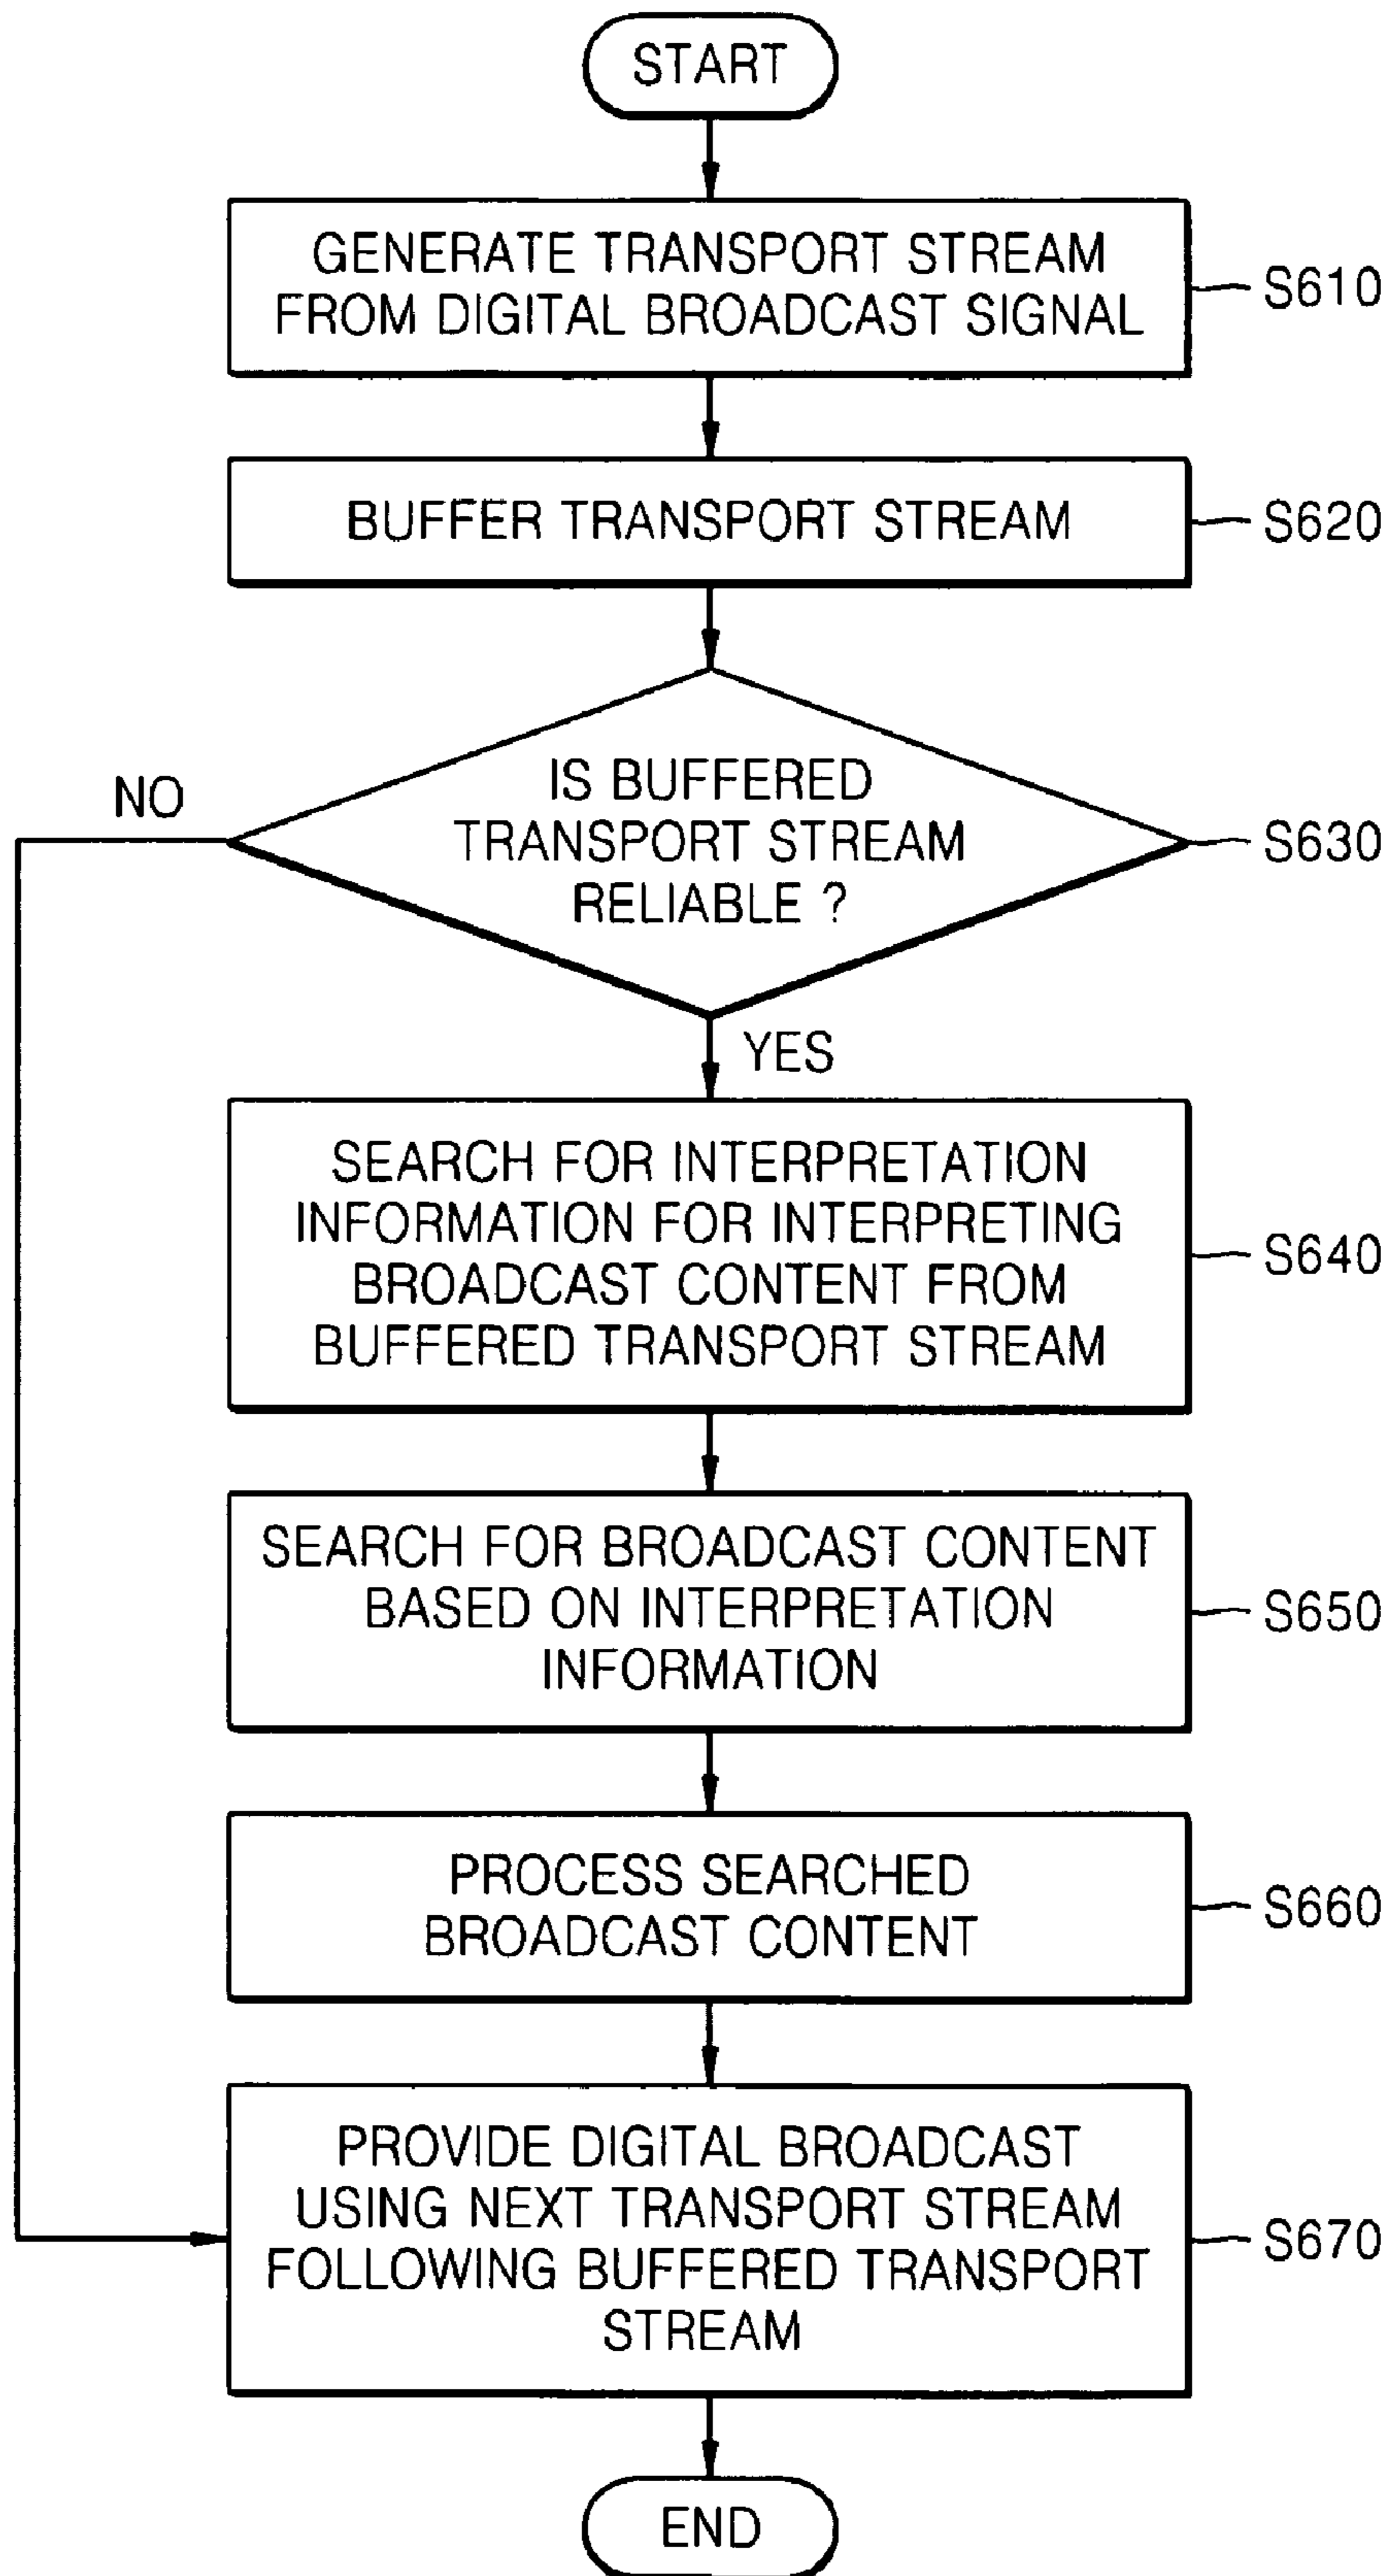 START
GENERATE TRANSPORT STREAM
FROM DIGITAL BROADCAST SIGNAL
S610
BUFFER TRANSPORT STREAM
S620
IS BUFFERED
TRANSPORT STREAM
RELIABLE ?
S630
NO
YES
SEARCH FOR INTERPRETATION
INFORMATION FOR INTERPRETING
BROADCAST CONTENT FROM
BUFFERED TRANSPORT STREAM
S640
SEARCH FOR BROADCAST CONTENT
BASED ON INTERPRETATION
INFORMATION
S650
PROCESS SEARCHED
BROADCAST CONTENT
S660
PROVIDE DIGITAL BROADCAST
USING NEXT TRANSPORT STREAM
FOLLOWING BUFFERED TRANSPORT
STREAM
S670
END